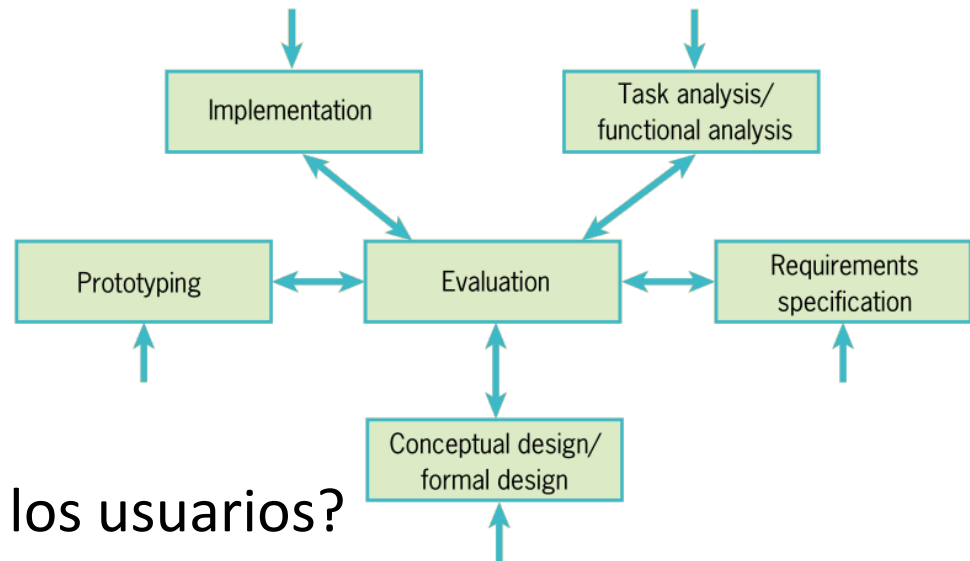 Implementation
Task analysis/
functional analysis
Prototyping
Evaluation
Requirements
specification
Conceptual design/
formal design
los usuarios?